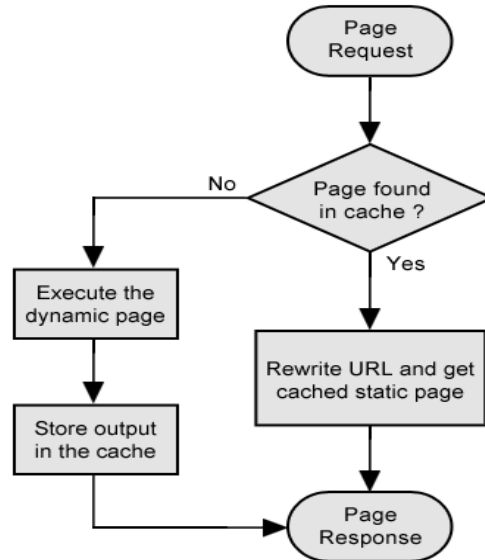 Page
Request
Page found
in cache ?
No
Yes
Execute the
dynamic page
Rewrite URL and get
cached static page
Store output
in the cache
Page
Response